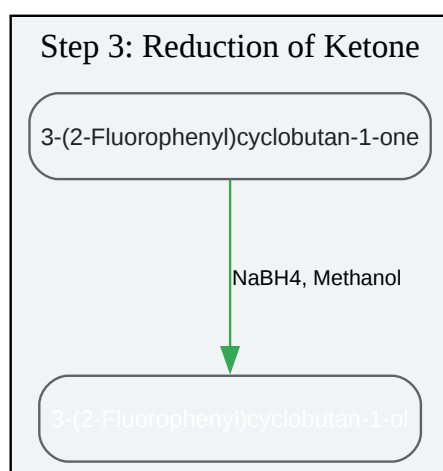 Step 3: Reduction of Ketone
3-(2-Fluorophenyl)cyclobutan-1-one
NaBH4, Methanol
3-(2-Fluorophenyl)cyclobutan-1-ol